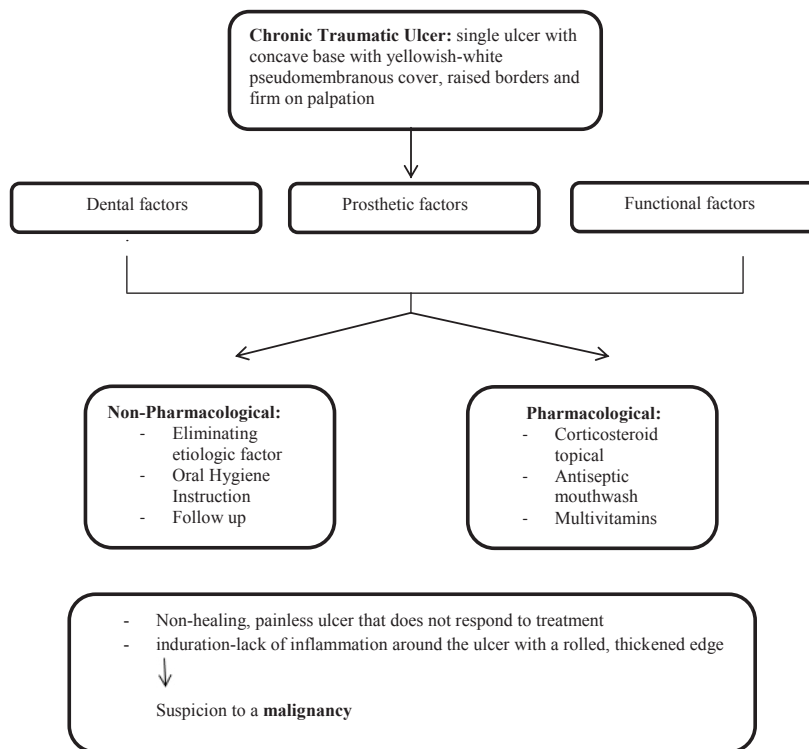 Chronic Traumatic Ulcer: single ulcer with
concave base with yellowish-white
pseudomembranous cover, raised borders and
firm on palpation
Dental factors
Prosthetic factors
Functional factors
Non-Pharmacological:
- Eliminating
etiologic factor
- Oral Hygiene
Instruction
- Follow up
Pharmacological:
- Corticosteroid
topical
- Antiseptic
mouthwash
- Multivitamins
- Non-healing, painless ulcer that does not respond to treatment
- induration-lack of inflammation around the ulcer with a rolled, thickened edge
Suspicion to a malignancy